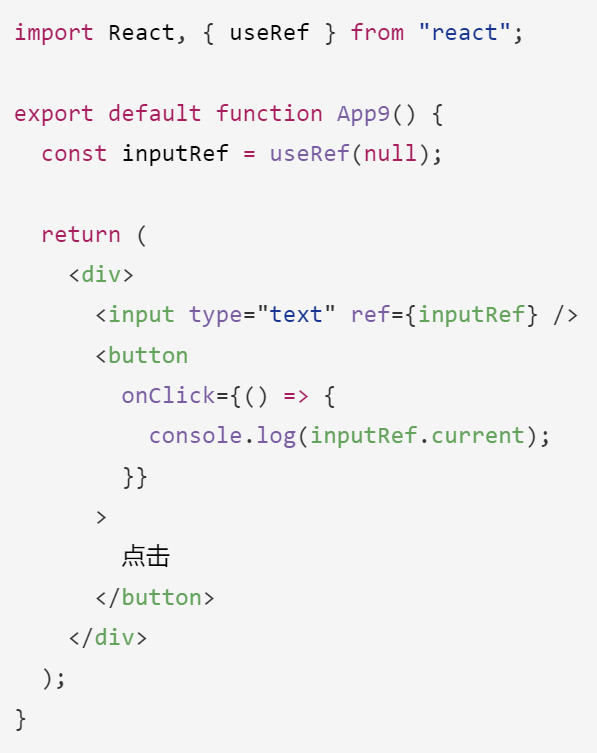 import React, { useRef } from "react";

export default function App9() {
  const inputRef = useRef(null);

  return (
    <div>
      <input type="text" ref={inputRef} />
      <button
        onClick={() => {
          console.log(inputRef.current);
        }}
      >
        点击
      </button>
    </div>
  );
}